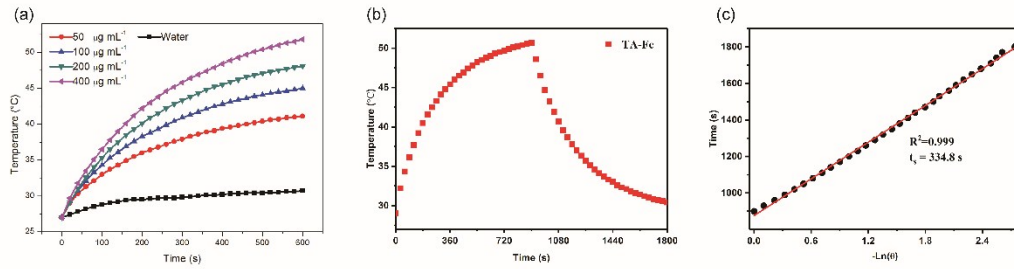 (a)
50 μg mL⁻¹
Water
100 μg mL⁻¹
200 μg mL⁻¹
400 μg mL⁻¹
50
45
40
35
30
25
Temperature (°C)
0 100 200 300 400 500 600
Time (s)
(b)
TA-Fe
50
45
40
35
30
Temperature (°C)
0 360 720 1080 1440 1800
Time (s)
(c)
1800
1600
1400
1200
1000
Time (s)
R²=0.999
tₛ = 334.8 s
0.0 0.6 1.2 1.8 2.4
-Ln(θ)